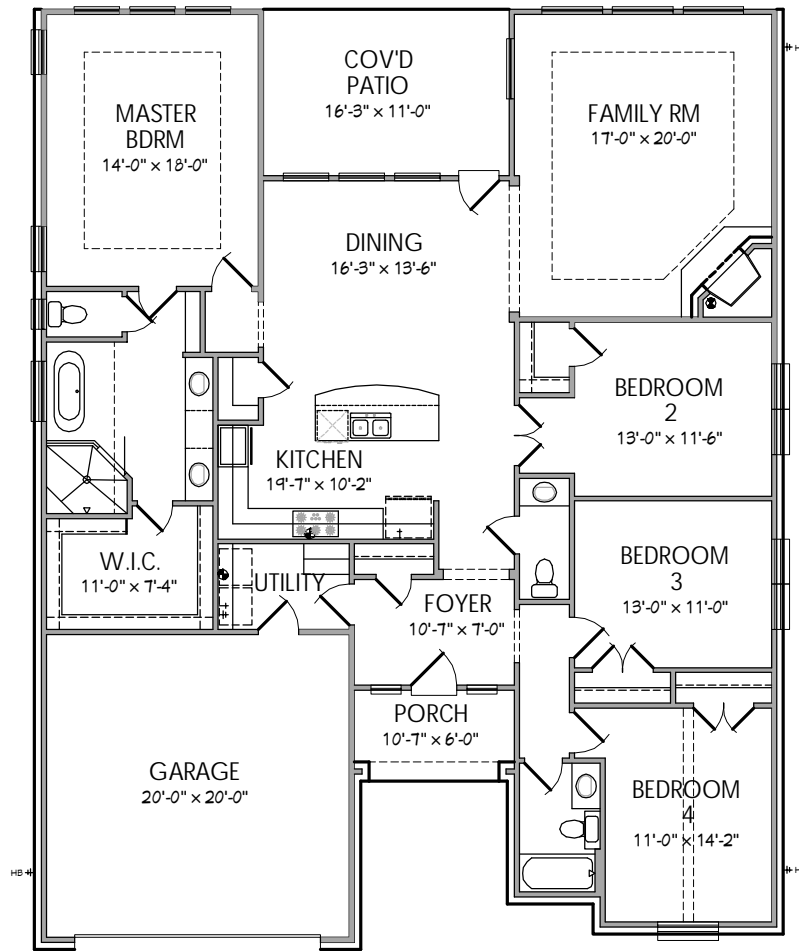 COV'D
PATIO
16'-3" × 11'-0"
MASTER
BDRM
14'-0" × 18'-0"
FAMILY RM
17'-0" × 20'-0"
DINING
16'-3" × 13'-6"
BEDROOM
2
13'-0" × 11'-6"
KITCHEN
19'-7" × 10'-2"
W.I.C.
11'-0" × 7'-4"
UTILITY
FOYER
10'-7" × 7'-0"
BEDROOM
3
13'-0" × 11'-0"
PORCH
10'-7" × 6'-0"
GARAGE
20'-0" × 20'-0"
BEDROOM
4
11'-0" × 14'-2"
HB